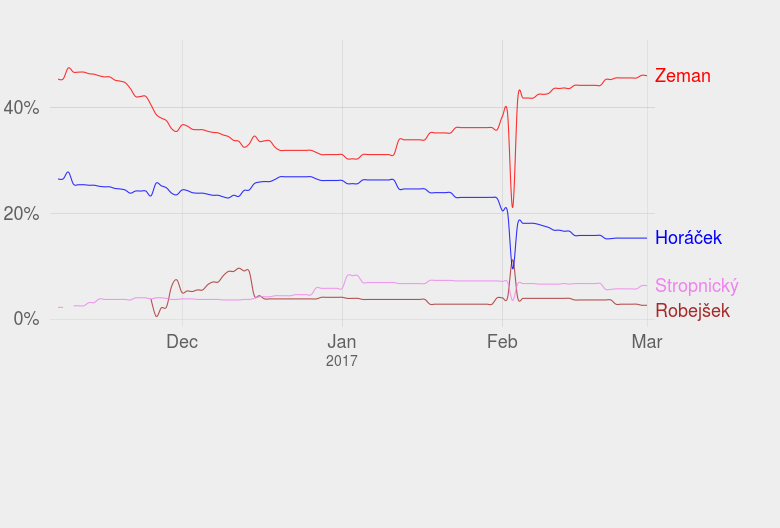 Zeman
40%
20%
Horáček
Stropnický
Robejšek
0%
Dec
Jan
Feb
Mar
2017